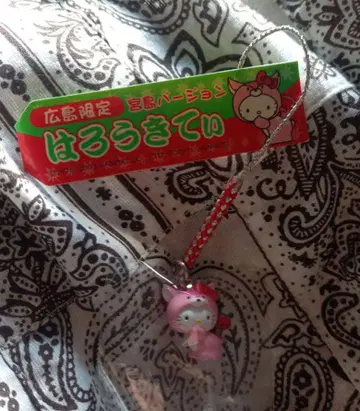 広島限定 宮島バージョン
はろうきてぃ